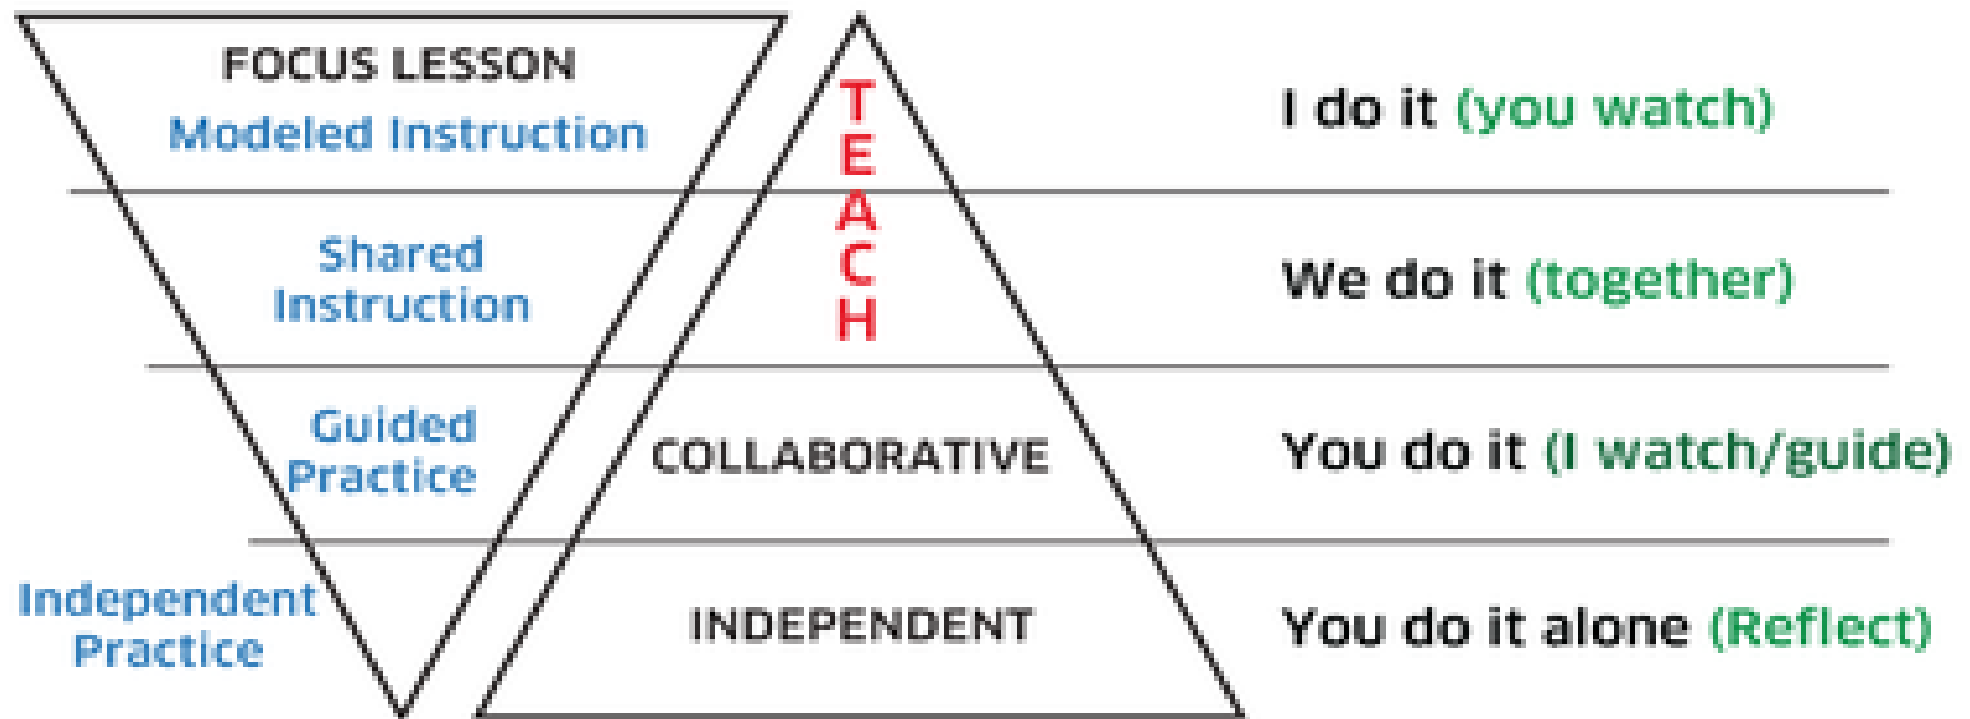 FOCUS LESSON
Modeled Instruction
TEACH
I do it (you watch)
Shared
Instruction
We do it (together)
Guided
Practice
COLLABORATIVE
You do it (I watch/guide)
Independent
Practice
INDEPENDENT
You do it alone (Reflect)